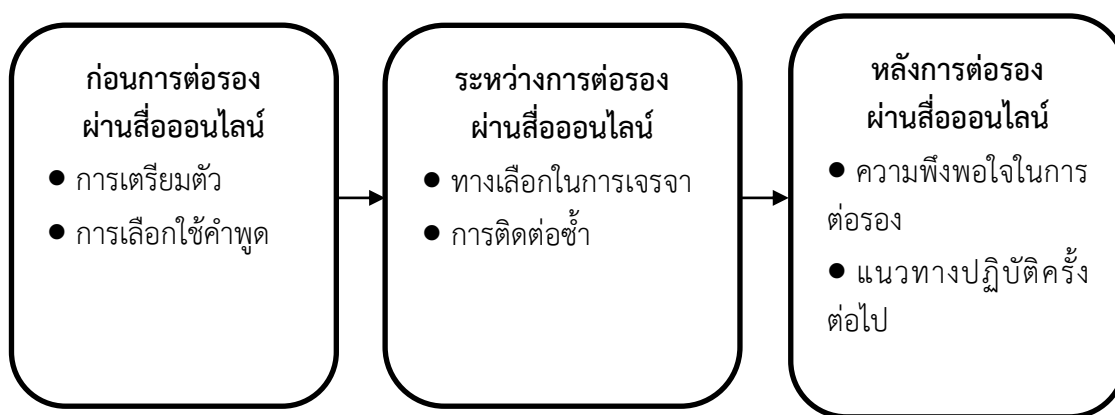 ก่อนการต่อรอง
ผ่านสื่อออนไลน์
● การเตรียมตัว
● การเลือกใช้คำพูด
ระหว่างการต่อรอง
ผ่านสื่อออนไลน์
● ทางเลือกในการเจรจา
● การติดต่อซ้ำ
หลังการต่อรอง
ผ่านสื่อออนไลน์
● ความพึงพอใจในการ
ต่อรอง
● แนวทางปฏิบัติครั้ง
ต่อไป